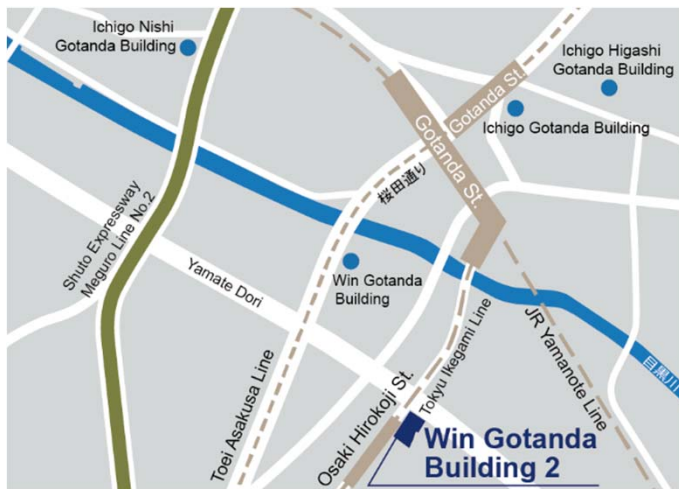 Ichigo Nishi
Gotanda Building
Ichigo Higashi
Gotanda Building
Gotanda St.
Ichigo Gotanda Building
Gotanda St.
桜田通り
Shuto Expressway
Meguro Line No.2
Yamate Dori
Win Gotanda
Building
Tokyu Ikegami Line
JR Yamanote Line
目黒川
Toei Asakusa Line
Osaki Hirokoji St.
Win Gotanda
Building 2